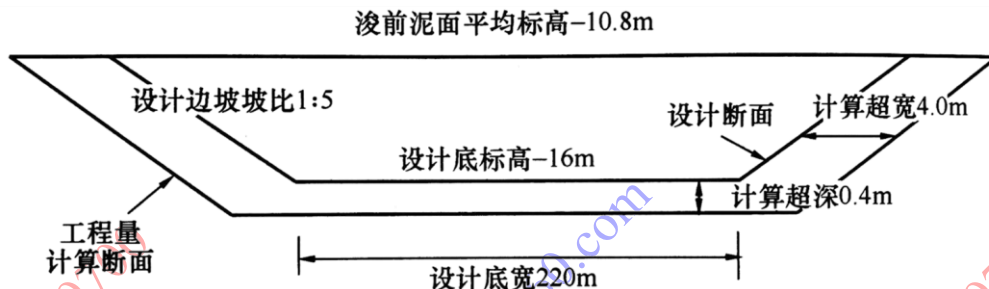 浚前泥面平均标高-10.8m
设计边坡坡比1:5
设计断面
计算超宽4.0m
设计底标高-16m
计算超深0.4m
工程量
计算断面
设计底宽220m
0.com